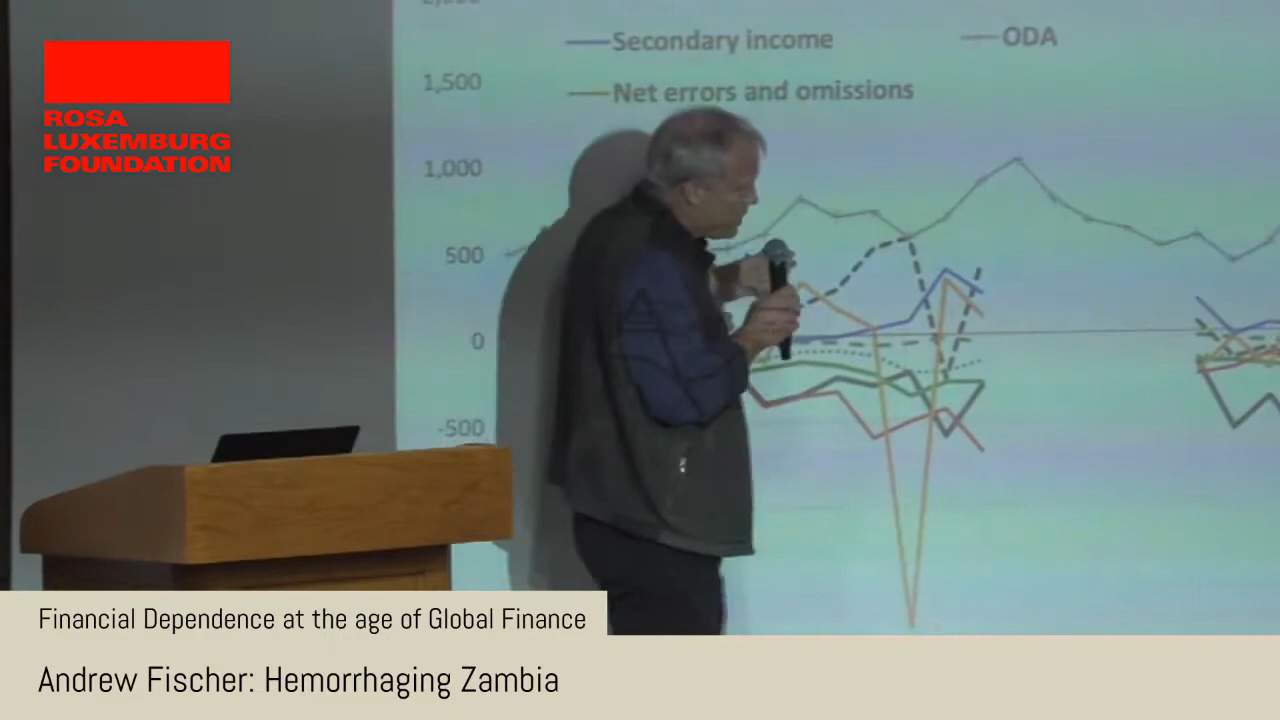 ROSA
LUXEMBURG
FOUNDATION
Secondary income
ODA
Net errors and omissions
1,500
1,000
500
0
-500
Financial Dependence at the age of Global Finance
Andrew Fischer: Hemorrhaging Zambia